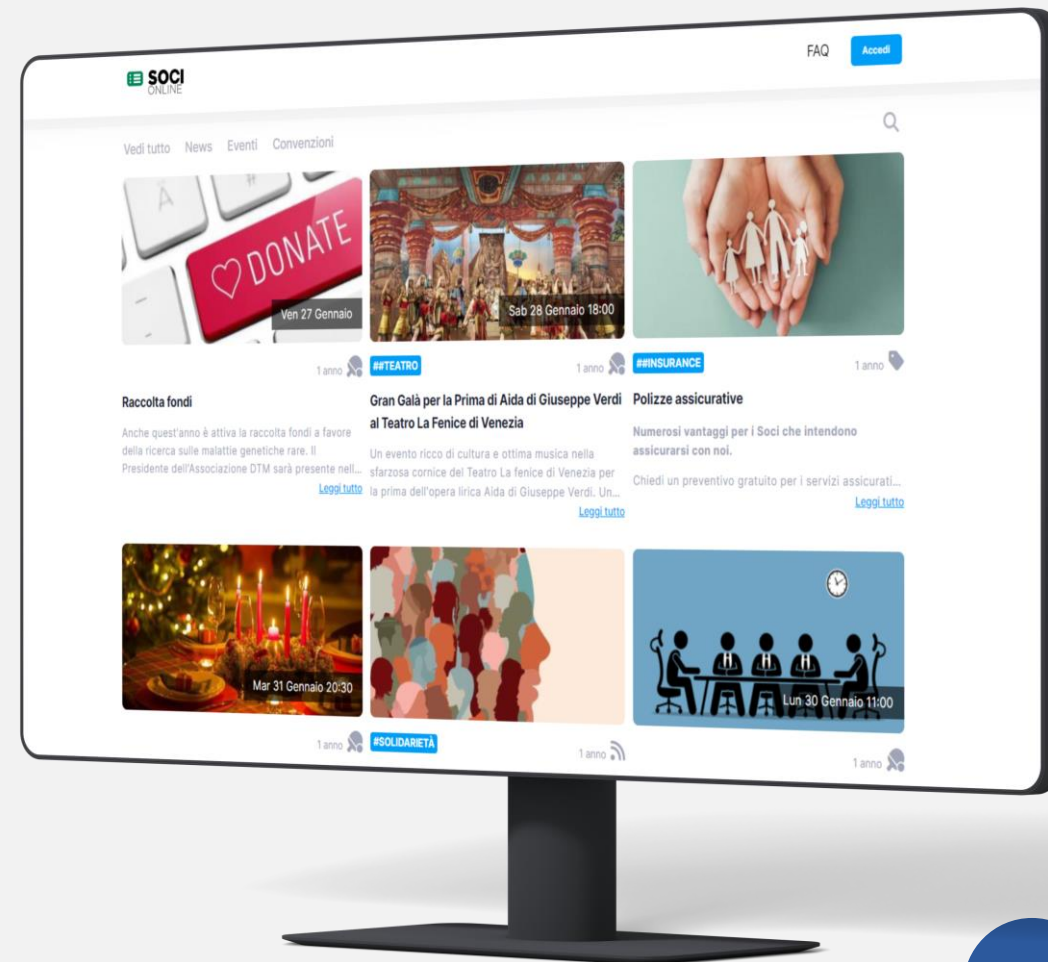 SOCI
ONLINE
FAQ
Accedi
Vedi tutto News Eventi Convenzioni
A
DONATE
Ven 27 Gennaio
Sab 28 Gennaio 18:00
1 anno
##TEATRO
1 anno
##INSURANCE
1 anno
Raccolta fondi
Anche quest'anno è attiva la raccolta fondi a favore
della ricerca sulle malattie genetiche rare. Il
Presidente dell'Associazione DTM sarà presente nell...
Leggi tutto
Gran Galà per la Prima di Aida di Giuseppe Verdi
al Teatro La Fenice di Venezia
Un evento ricco di cultura e ottima musica nella
sfarzosa cornice del Teatro La fenice di Venezia per
la prima dell'opera lirica Aida di Giuseppe Verdi. Un...
Leggi tutto
Polizze assicurative
Numerosi vantaggi per i Soci che intendono
assicurarsi con noi.
Chiedi un preventivo gratuito per i servizi assicurati...
Leggi tutto
Mar 31 Gennaio 20:30
Lun 30 Gennaio 11:00
1 anno
#SOLIDARIETÀ
1 anno
1 anno